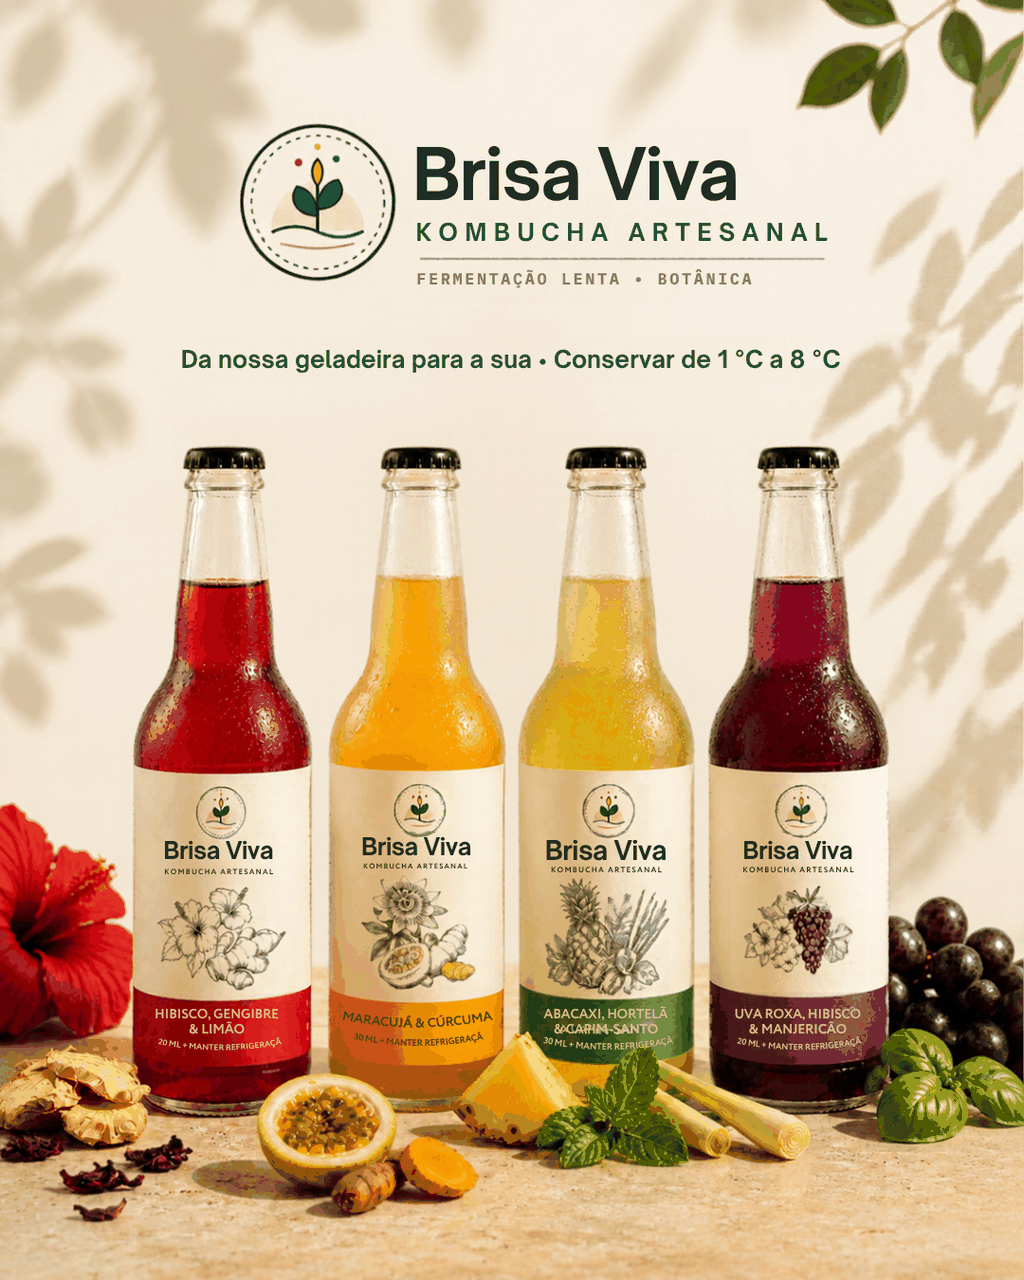 Brisa Viva
KOMBUCHA ARTESANAL
FERMENTAÇÃO LENTA • BOTÂNICA
Da nossa geladeira para a sua • Conservar de 1 °C a 8 °C
Brisa Viva
KOMBUCHA ARTESANAL
HIBISCO, GENGIBRE
& LIMÃO
20 ML + MANTER REFRIGERAÇÃ
Brisa Viva
KOMBUCHA ARTESANAL
MARACUJÁ & CÚRCUMA
30 ML + MANTER REFRIGERAÇÃ
Brisa Viva
KOMBUCHA ARTESANAL
ABACAXI, HORTELÃ
& CAPIM-SANTO
30 ML + MANTER REFRIGERAÇÃ
Brisa Viva
KOMBUCHA ARTESANAL
UVA ROXA, HIBISCO
& MANJERICÃO
20 ML + MANTER REFRIGERAÇÃ